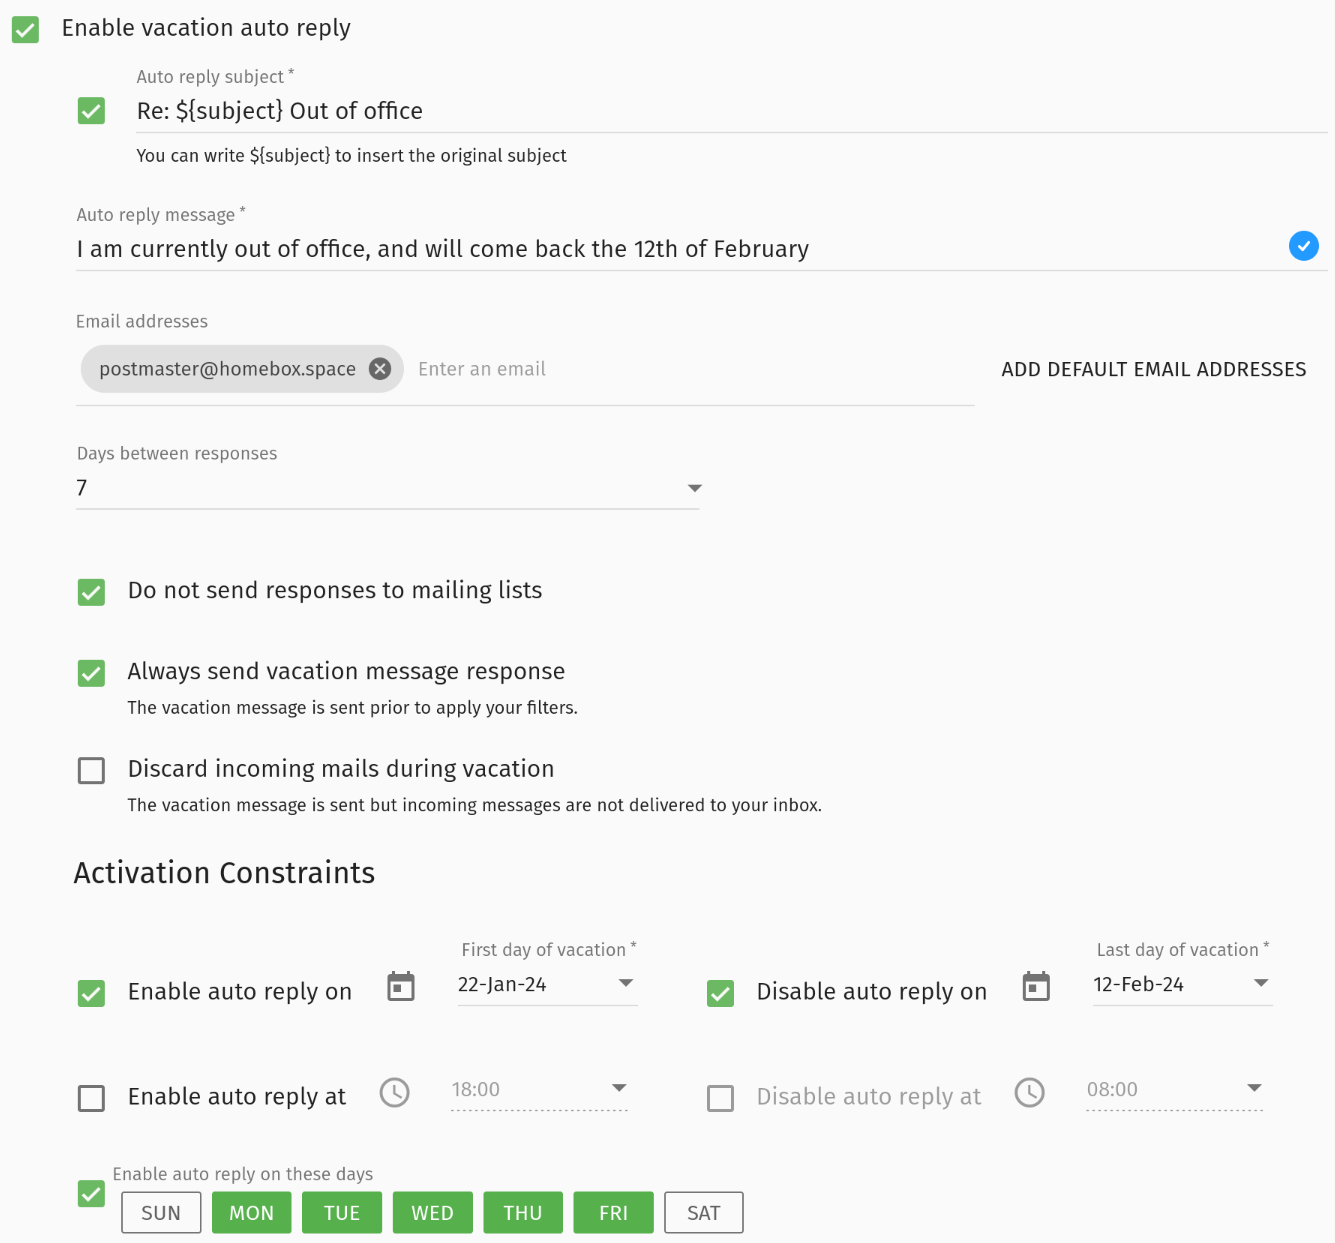 Enable vacation auto reply
Auto reply subject *
Re: ${subject} Out of office
You can write ${subject} to insert the original subject
Auto reply message *
I am currently out of office, and will come back the 12th of February
Email addresses
postmaster@homebox.space Enter an email ADD DEFAULT EMAIL ADDRESSES
Days between responses
7
Do not send responses to mailing lists
Always send vacation message response
The vacation message is sent prior to apply your filters.
Discard incoming mails during vacation
The vacation message is sent but incoming messages are not delivered to your inbox.
Activation Constraints
First day of vacation * Last day of vacation *
Enable auto reply on 22-Jan-24 Disable auto reply on 12-Feb-24
Enable auto reply at 18:00 Disable auto reply at 08:00
Enable auto reply on these days
SUN MON TUE WED THU FRI SAT